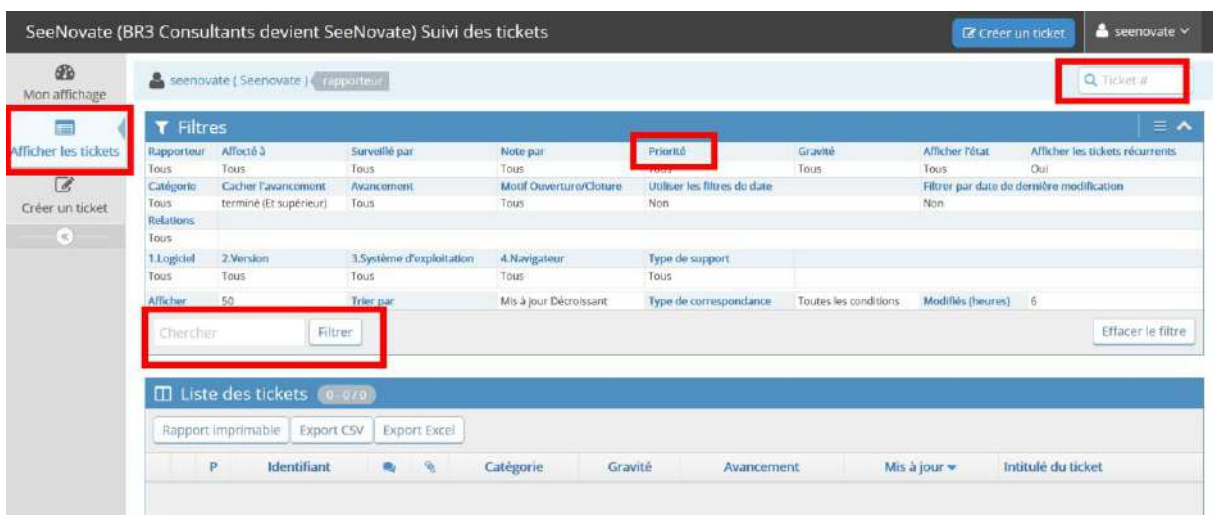 SeeNovate (BR3 Consultants devient SeeNovate) Suivi des tickets Créer un ticket seenovate
Mon affichage
Afficher les tickets
Créer un ticket
seenovate ( Seenovate ) rapporteur Ticket #
Filtres
Rapporteur Affecté à Surveillé par Note par Priorité Gravité Afficher l'état Afficher les tickets récurrents
Tous Tous Tous Tous Tous Tous Tous Oui
Catégorie Cacher l'avancement Avancement Motif Ouverture/Cloture Utiliser les filtres de date Filtrer par date de dernière modification
Tous terminé (Et supérieur) Tous Tous Non Non
Relations
Tous
1.Logiciel 2.Version 3.Système d'exploitation 4.Navigateur Type de support
Tous Tous Tous Tous Tous
Afficher 50 Trier par Mis à jour Décroissant Type de correspondance Toutes les conditions Modifiés (heures) 6
Chercher Filtrer Effacer le filtre
Liste des tickets 0 - 0 / 0
Rapport imprimable Export CSV Export Excel
P Identifiant Catégorie Gravité Avancement Mis à jour Intitulé du ticket